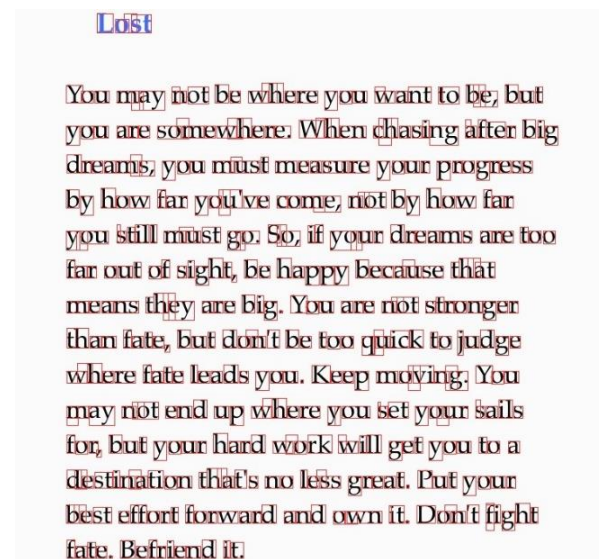 Lost
You may not be where you want to be, but
you are somewhere. When chasing after big
dreams, you must measure your progress
by how far you've come, not by how far
you still must go. So, if your dreams are too
far out of sight, be happy because that
means they are big. You are not stronger
than fate, but don't be too quick to judge
where fate leads you. Keep moving. You
may not end up where you set your sails
for, but your hard work will get you to a
destination that's no less great. Put your
best effort forward and own it. Don't fight
fate. Befriend it.